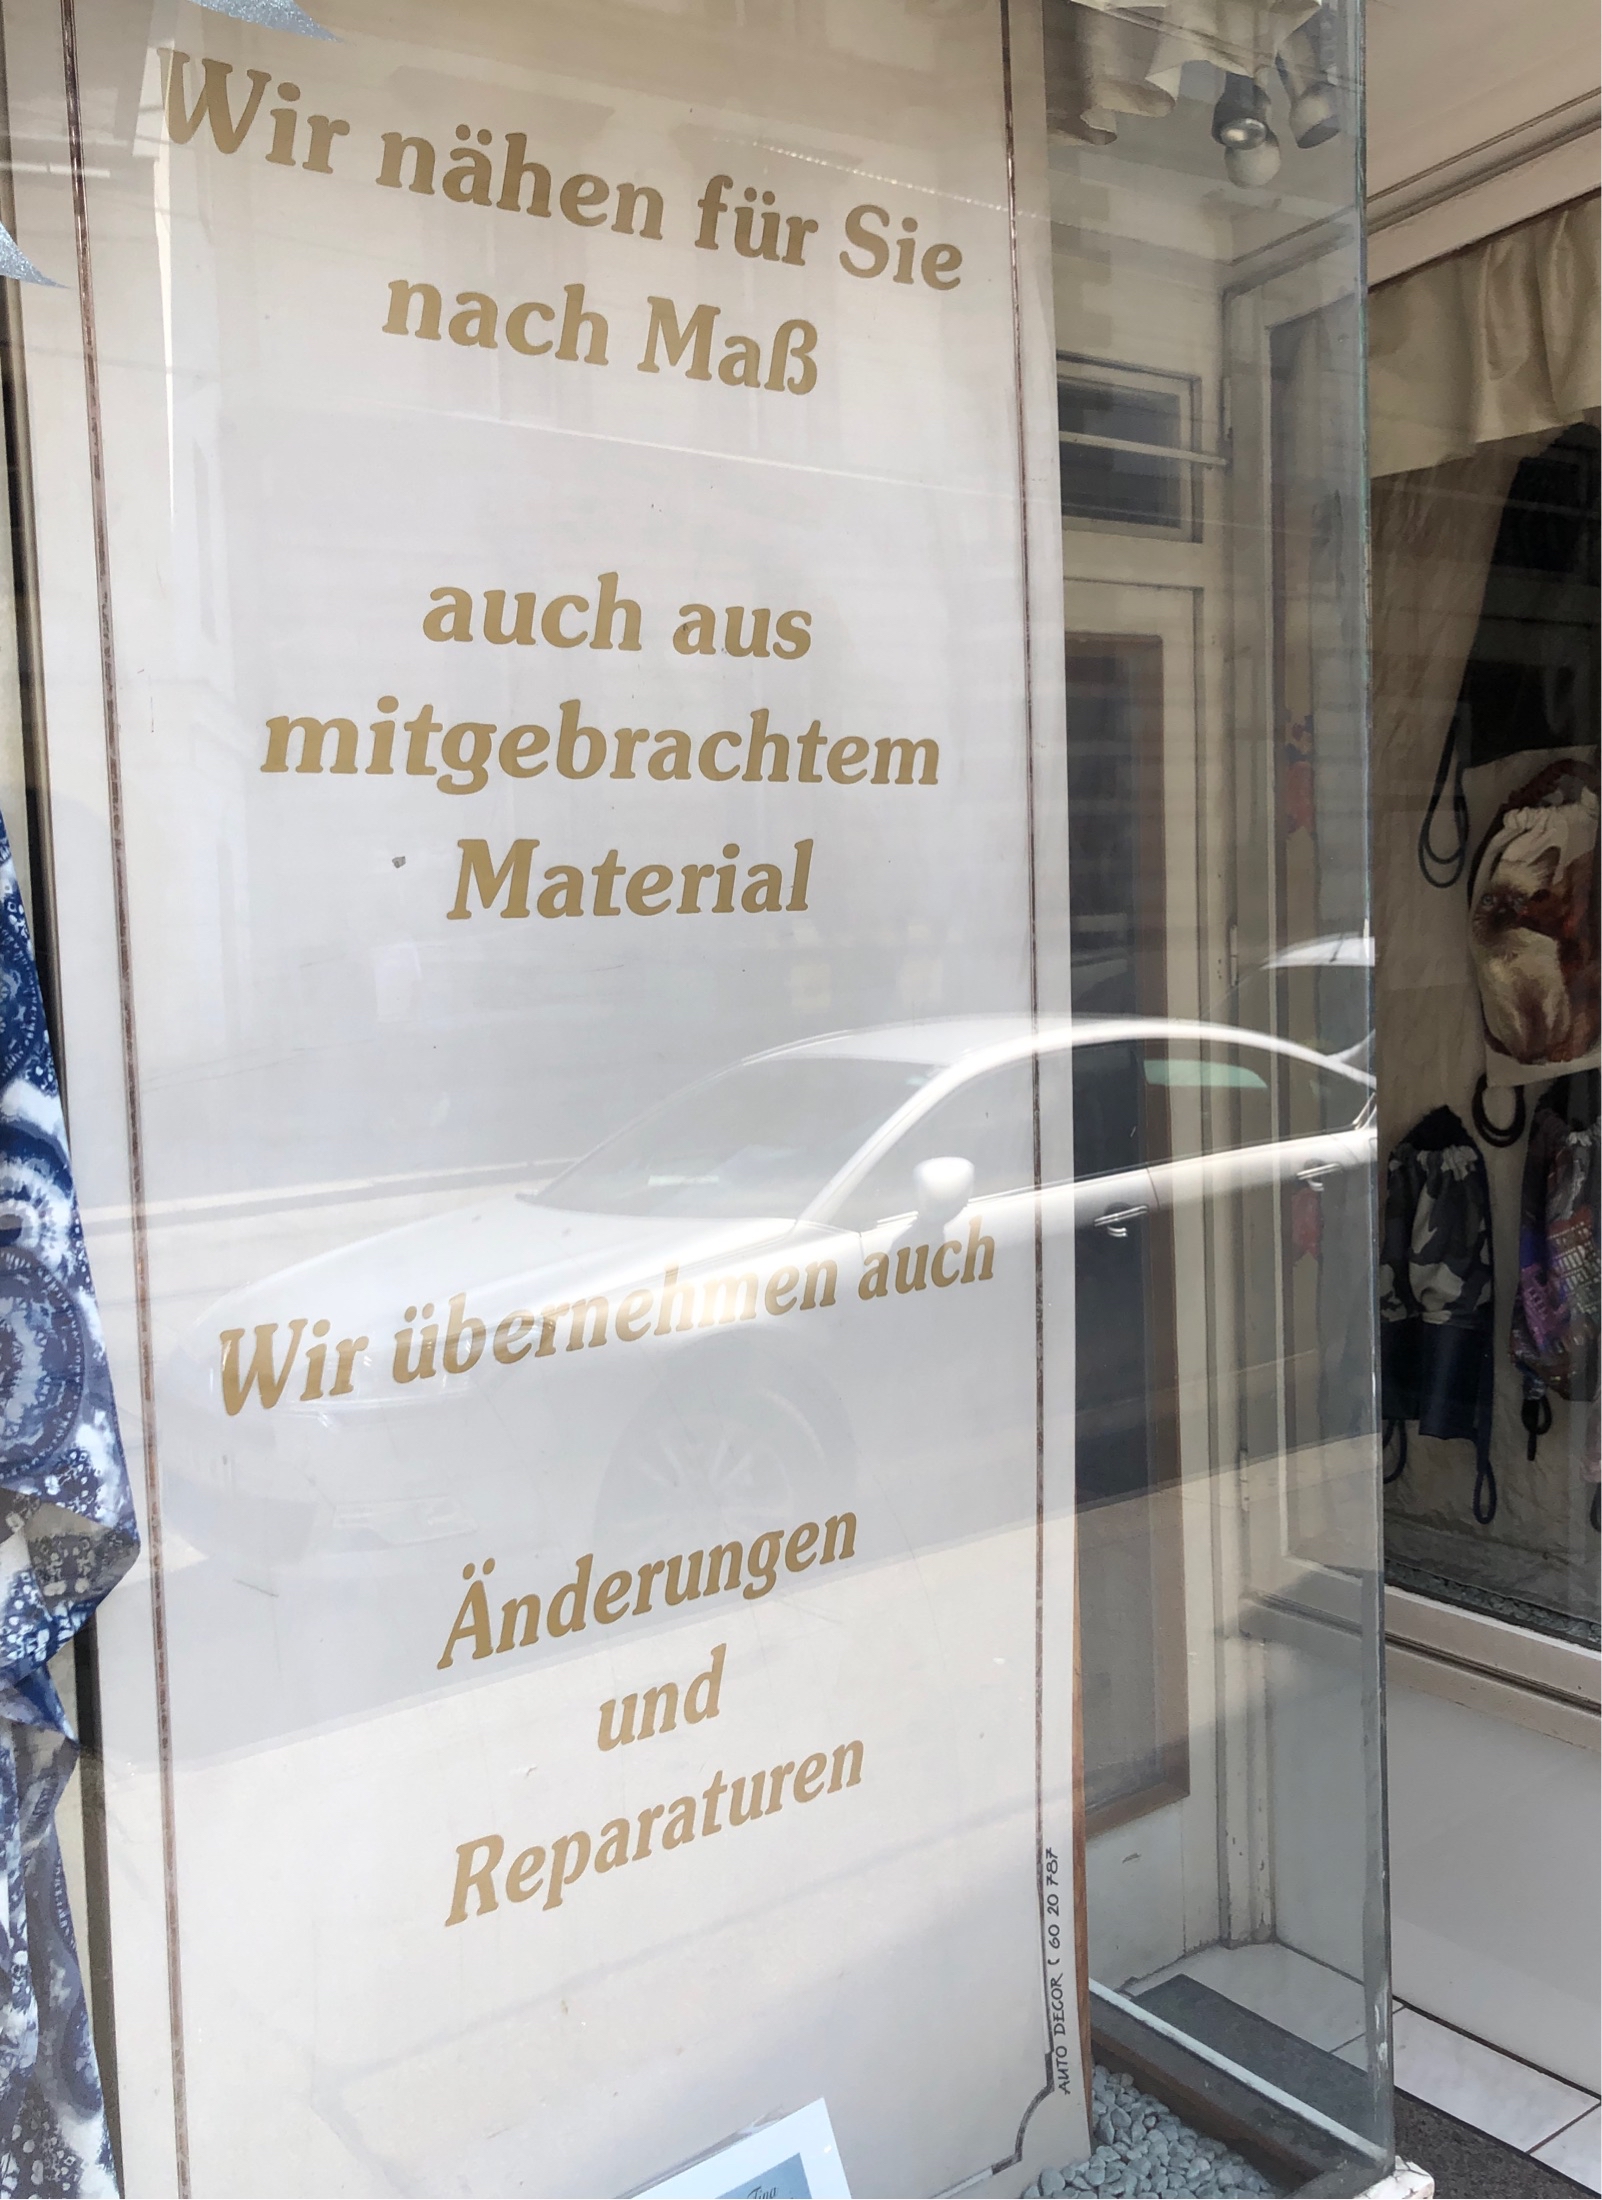 Wir nähen für Sie
nach Maß
auch aus
mitgebrachtem
Material
Wir übernehmen auch
Änderungen
und
Reparaturen
AUTO DECOR ( 60 20 787
Tina